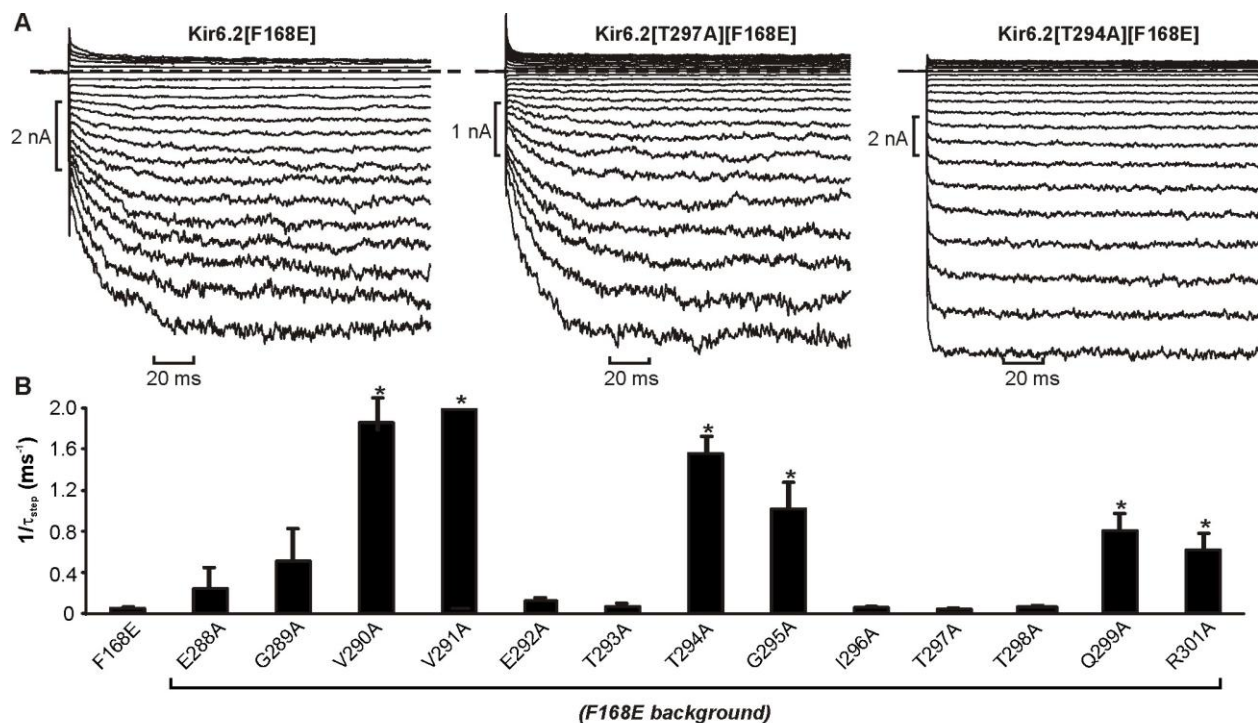 A
Kir6.2[F168E]
Kir6.2[T297A][F168E]
Kir6.2[T294A][F168E]
2 nA
1 nA
2 nA
20 ms
20 ms
20 ms
B
1/τstep (ms-1)
2.0
1.6
1.2
0.8
0.4
0
*
*
*
*
*
*
F168E
E288A
G289A
V290A
V291A
E292A
T293A
T294A
G295A
I296A
T297A
T298A
Q299A
R301A
(F168E background)